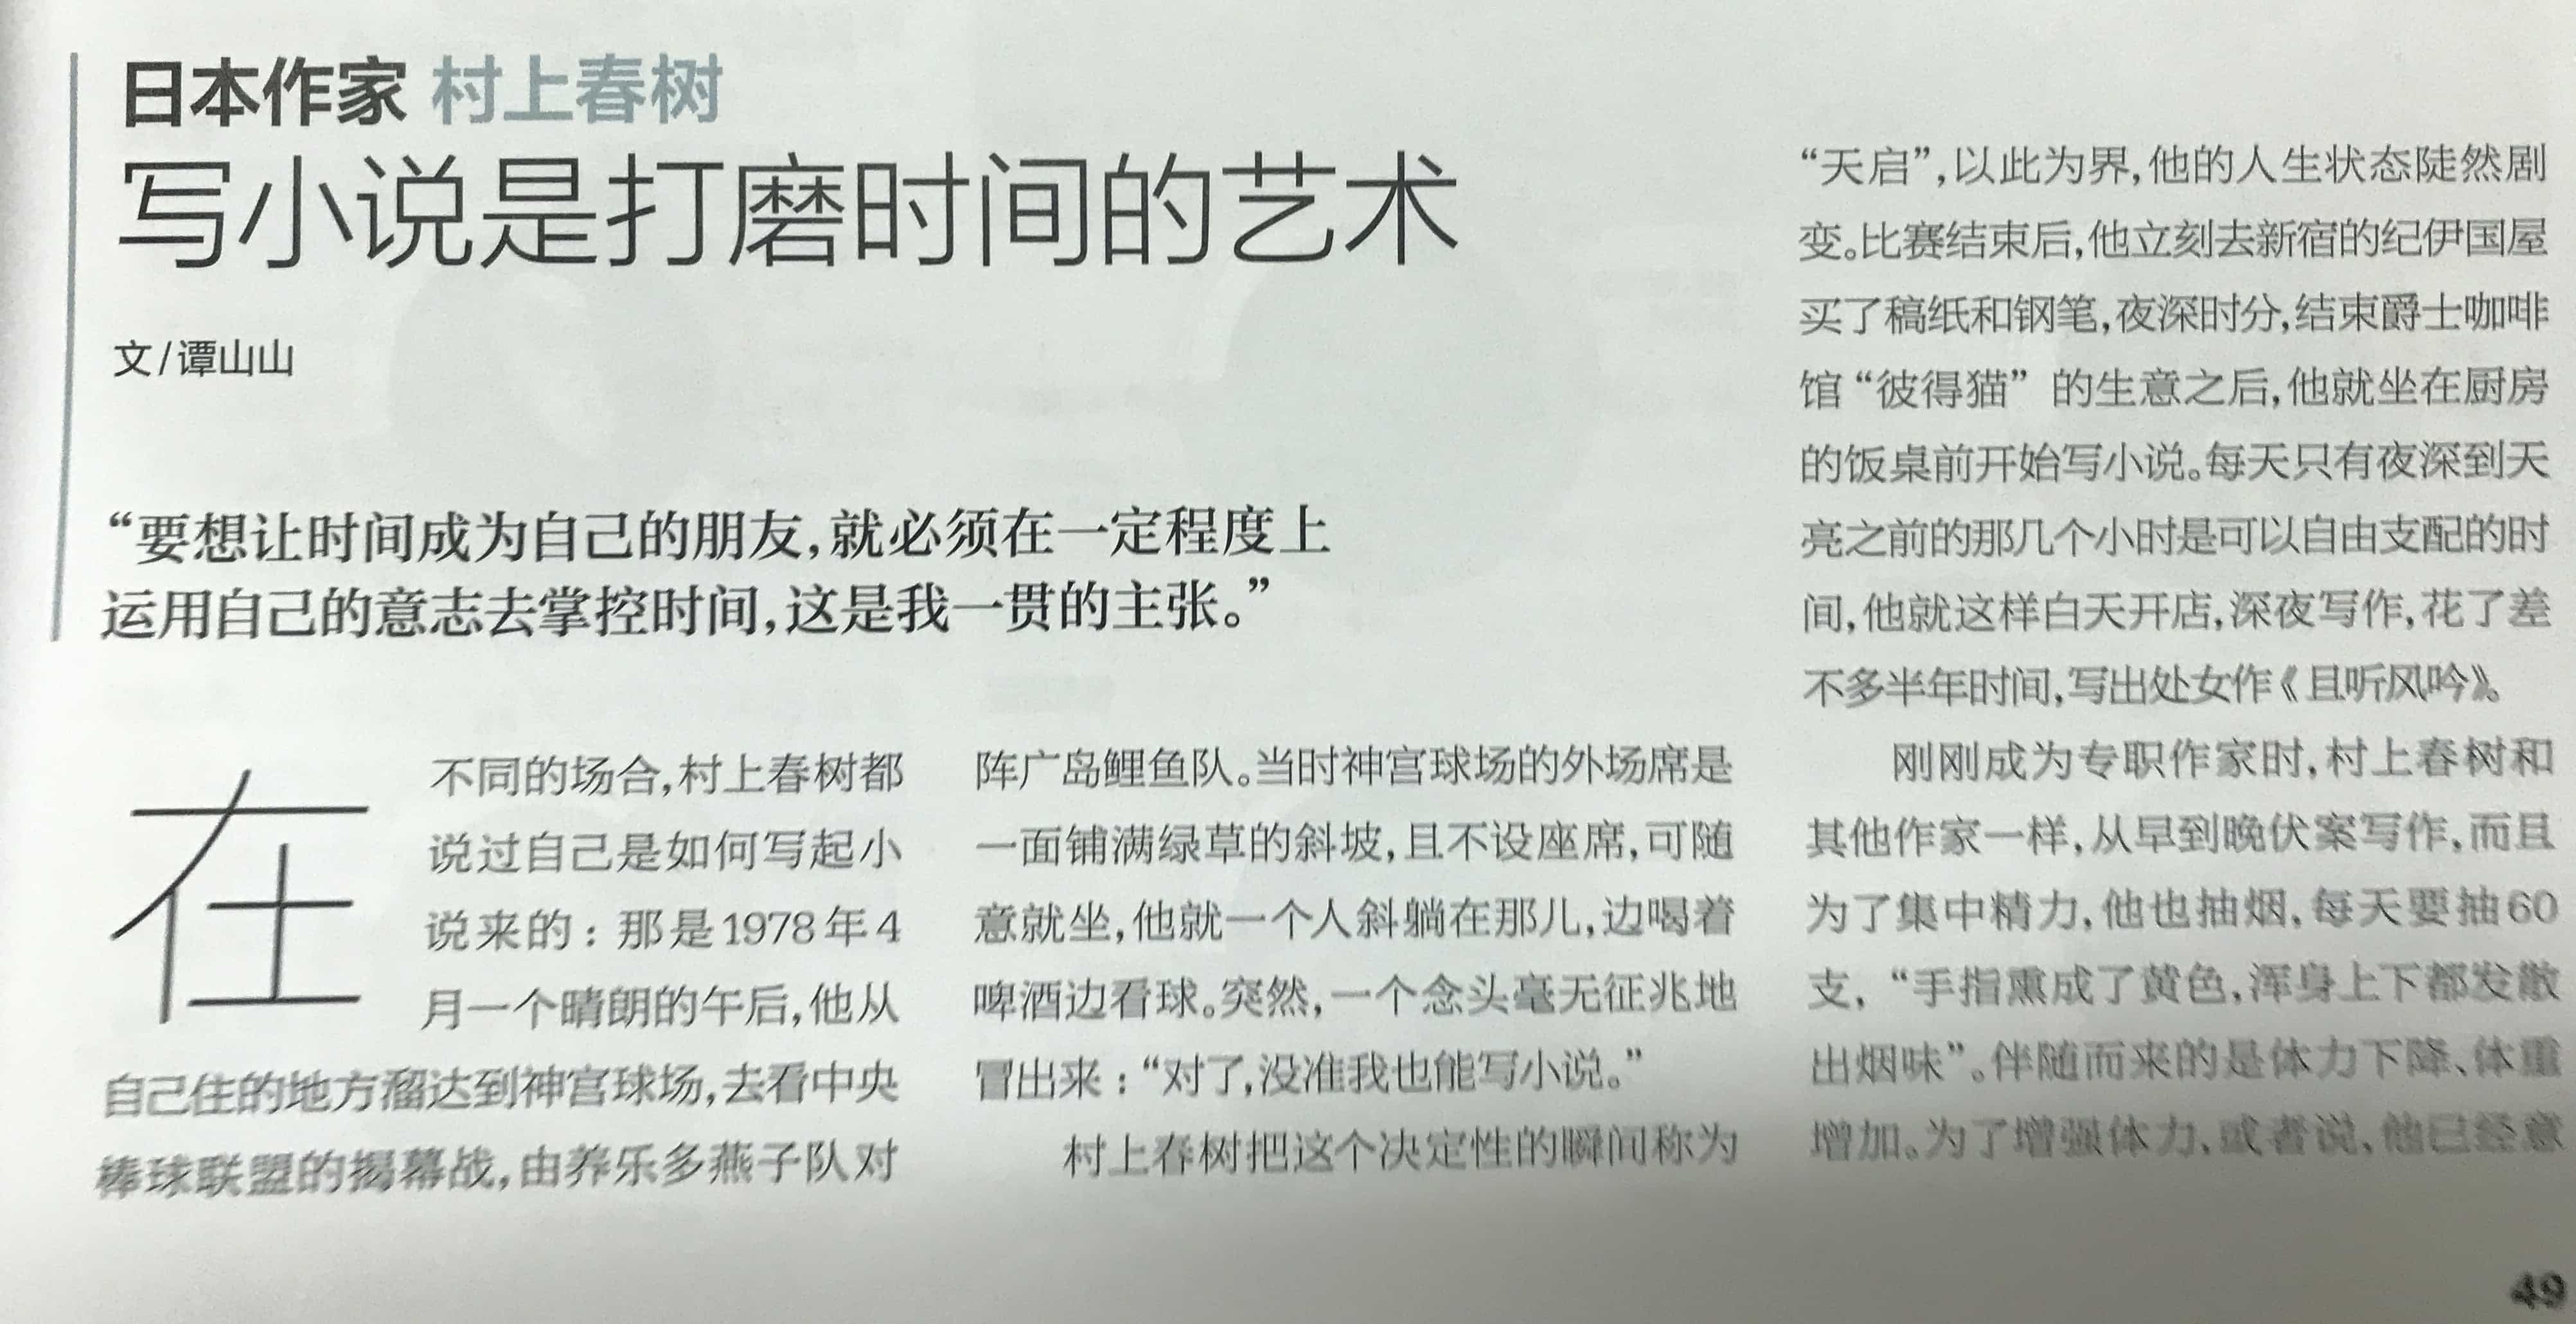 日本作家 村上春树
写小说是打磨时间的艺术
文/谭山山
“要想让时间成为自己的朋友,就必须在一定程度上
运用自己的意志去掌控时间,这是我一贯的主张。”
在
不同的场合,村上春树都
说过自己是如何写起小
说来的：那是1978年4
月一个晴朗的午后,他从
自己住的地方溜达到神宫球场,去看中央
棒球联盟的揭幕战,由养乐多燕子队对
阵广岛鲤鱼队。当时神宫球场的外场席是
一面铺满绿草的斜坡,且不设座席,可随
意就坐,他就一个人斜躺在那儿,边喝着
啤酒边看球。突然,一个念头毫无征兆地
冒出来：“对了,没准我也能写小说。”
村上春树把这个决定性的瞬间称为
“天启”,以此为界,他的人生状态陡然剧
变。比赛结束后,他立刻去新宿的纪伊国屋
买了稿纸和钢笔,夜深时分,结束爵士咖啡
馆“彼得猫”的生意之后,他就坐在厨房
的饭桌前开始写小说。每天只有夜深到天
亮之前的那几个小时是可以自由支配的时
间,他就这样白天开店,深夜写作,花了差
不多半年时间,写出处女作《且听风吟》。
刚刚成为专职作家时,村上春树和
其他作家一样,从早到晚伏案写作,而且
为了集中精力,他也抽烟,每天要抽60
支，“手指熏成了黄色,浑身上下都发散
出烟味”。伴随而来的是体力下降、体重
增加。为了增强体力,或者说,他已经意
49